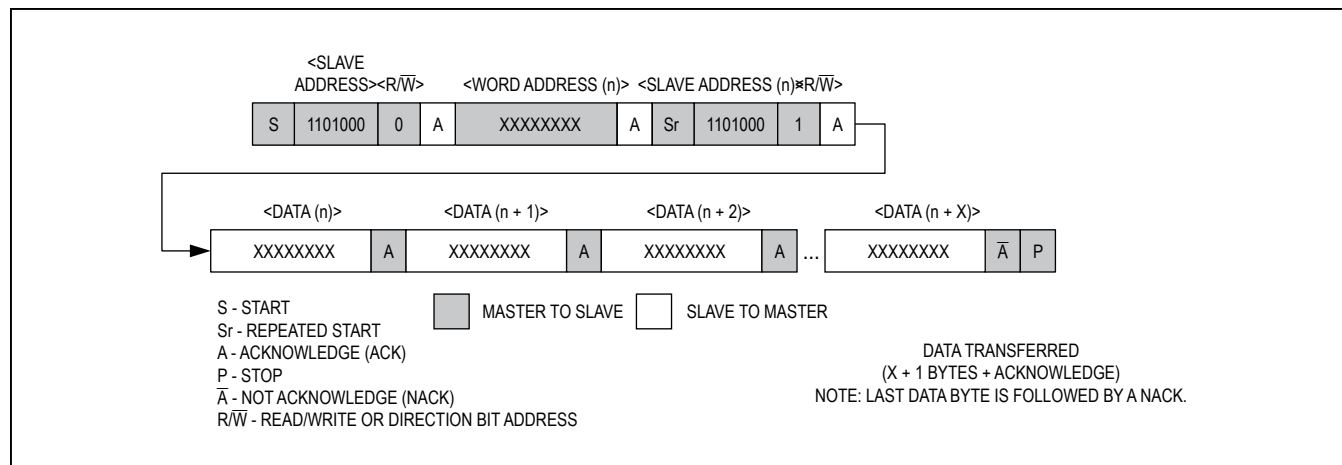 <SLAVE
ADDRESS><R/W̅> <WORD ADDRESS (n)> <SLAVE ADDRESS (n)><R/W̅>
S 1101000 0 A XXXXXXXX A Sr 1101000 1 A
<DATA (n)> <DATA (n + 1)> <DATA (n + 2)> <DATA (n + X)>
XXXXXXXX A XXXXXXXX A XXXXXXXX A ... XXXXXXXX A̅ P
S - START
Sr - REPEATED START
A - ACKNOWLEDGE (ACK)
P - STOP
A̅ - NOT ACKNOWLEDGE (NACK)
R/W̅ - READ/WRITE OR DIRECTION BIT ADDRESS
MASTER TO SLAVE SLAVE TO MASTER
DATA TRANSFERRED
(X + 1 BYTES + ACKNOWLEDGE)
NOTE: LAST DATA BYTE IS FOLLOWED BY A NACK.